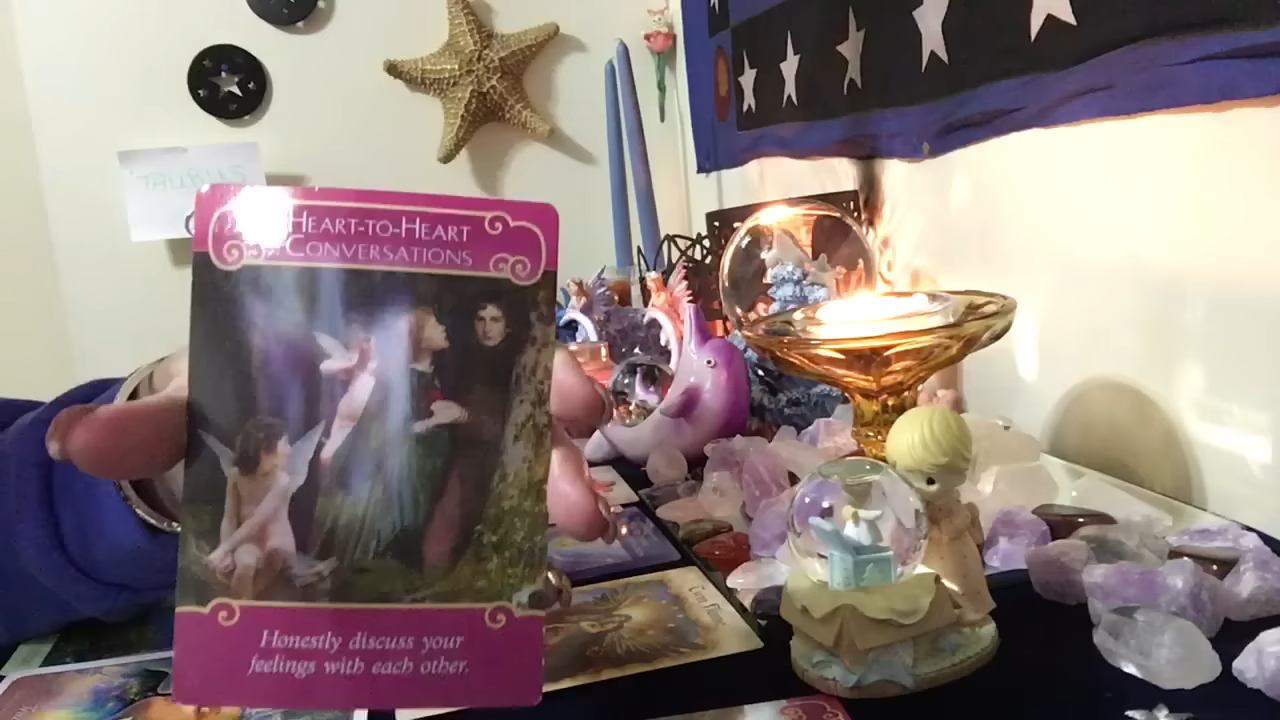 TAURUS
HEART-TO-HEART
CONVERSATIONS
Honestly discuss your
feelings with each other.